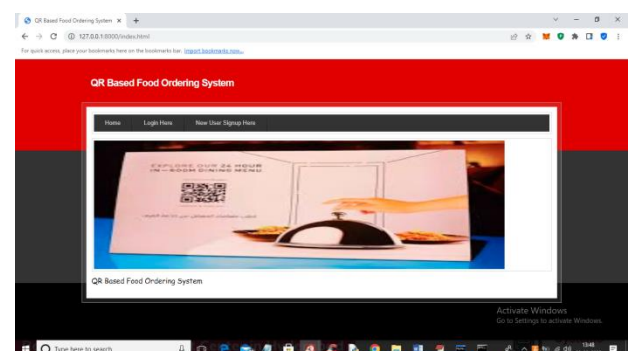 QR Based Food Ordering System
127.0.0.1:8000/index.html
For quick access, place your bookmarks here on the bookmarks bar. Import bookmarks now...
QR Based Food Ordering System
Home Login Here New User Signup Here
EXPLORE OUR 24 HOUR
IN-ROOM DINING MENU
QR Based Food Ordering System
Activate Windows
Go to Settings to activate Windows.
Type here to search
13:48